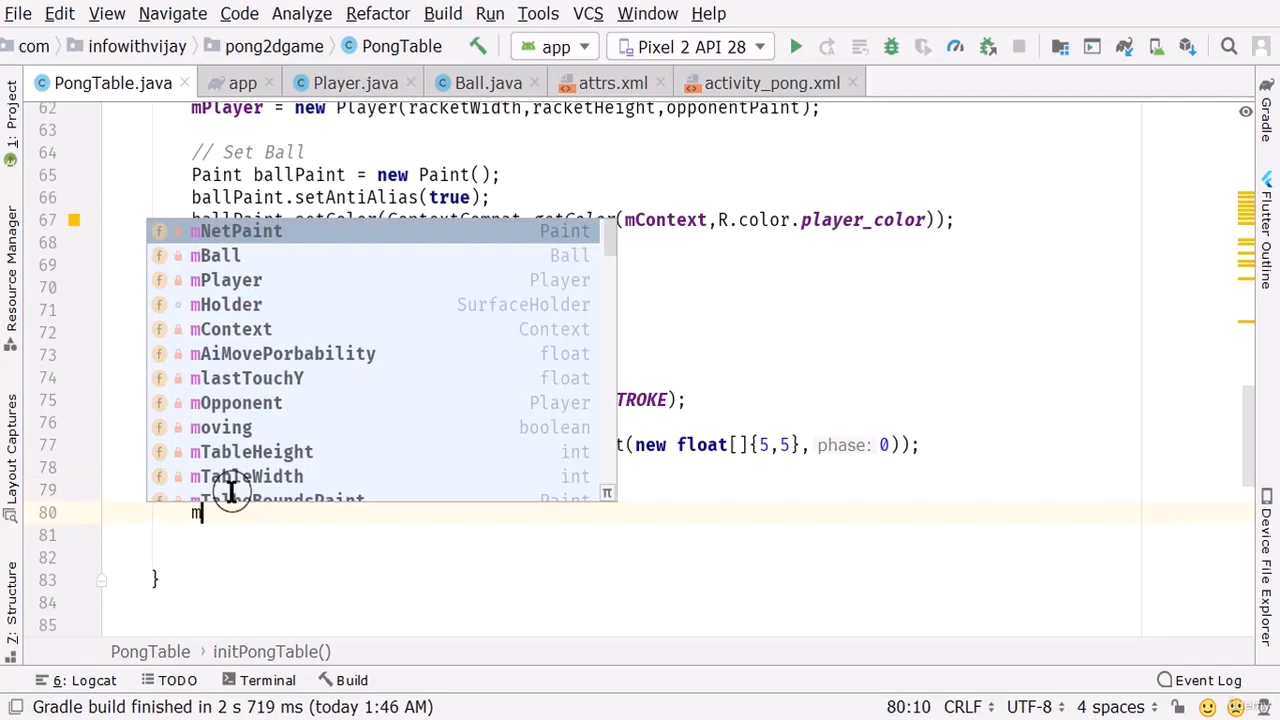 File Edit View Navigate Code Analyze Refactor Build Run Tools VCS Window Help
com infowithvijay pong2dgame PongTable app Pixel 2 API 28
PongTable.java app Player.java Ball.java attrs.xml activity_pong.xml
1: Project
Resource Manager
Layout Captures
Z: Structure
62 mPlayer = new Player(racketWidth,racketHeight,opponentPaint);
63
64 // Set Ball
65 Paint ballPaint = new Paint();
66 ballPaint.setAntiAlias(true);
67 ballPaint.setColor(ContextCompat.getColor(mContext,R.color.player_color));
68 mNetPaint Paint
69 mBall Ball
70 mPlayer Player
71 mHolder SurfaceHolder
72 mContext Context
73 mAiMovePorbability float
74 mlastTouchY float
75 mOpponent Player TROKE);
76 moving boolean
77 mTableHeight int t(new float[]{5,5}, phase: 0));
78 mTableWidth int
79 mTalbeBoundsPaint Paint
80 m
81
82
83 }
84
85
Gradle
Flutter Outline
Device File Explorer
PongTable › initPongTable()
6: Logcat TODO Terminal Build Event Log
Gradle build finished in 2 s 719 ms (today 1:46 AM) 80:10 CRLF UTF-8 4 spaces